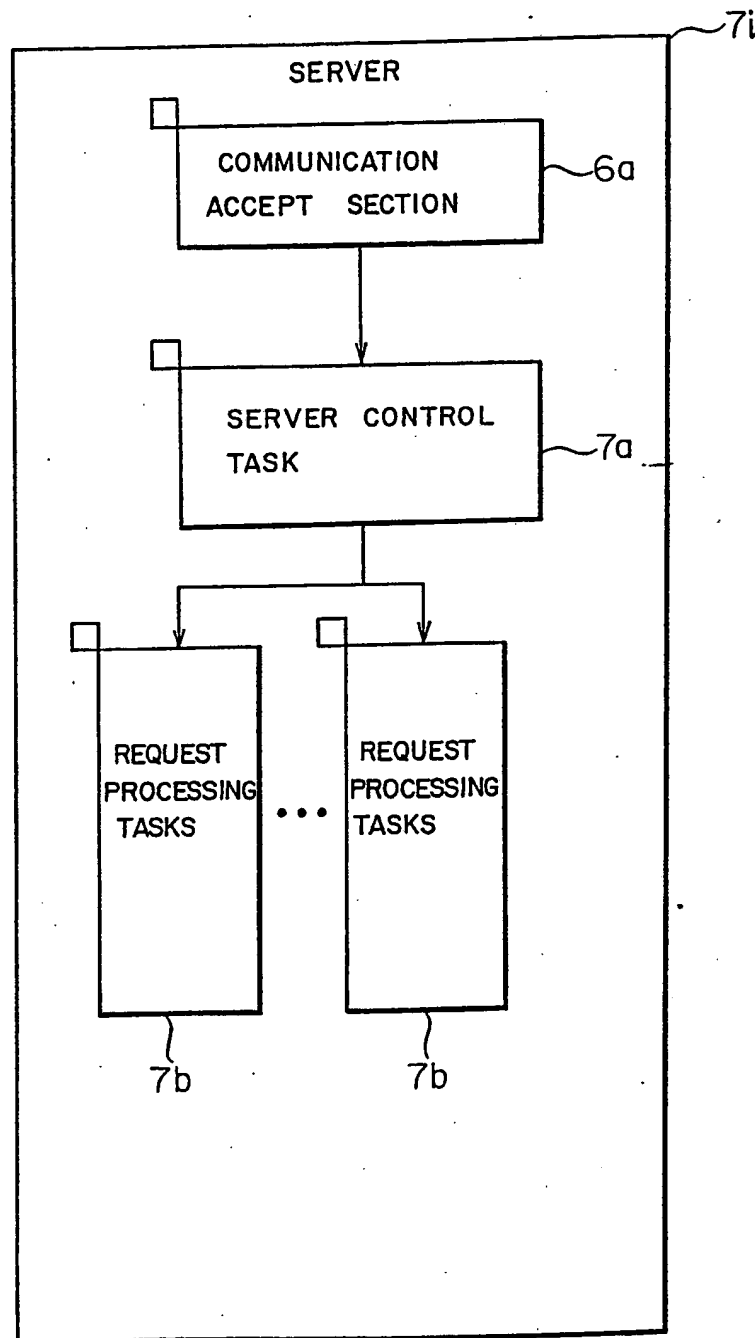 7i
SERVER
COMMUNICATION
ACCEPT SECTION
6a
SERVER CONTROL
TASK
7a
REQUEST
PROCESSING
TASKS
...
REQUEST
PROCESSING
TASKS
7b
7b